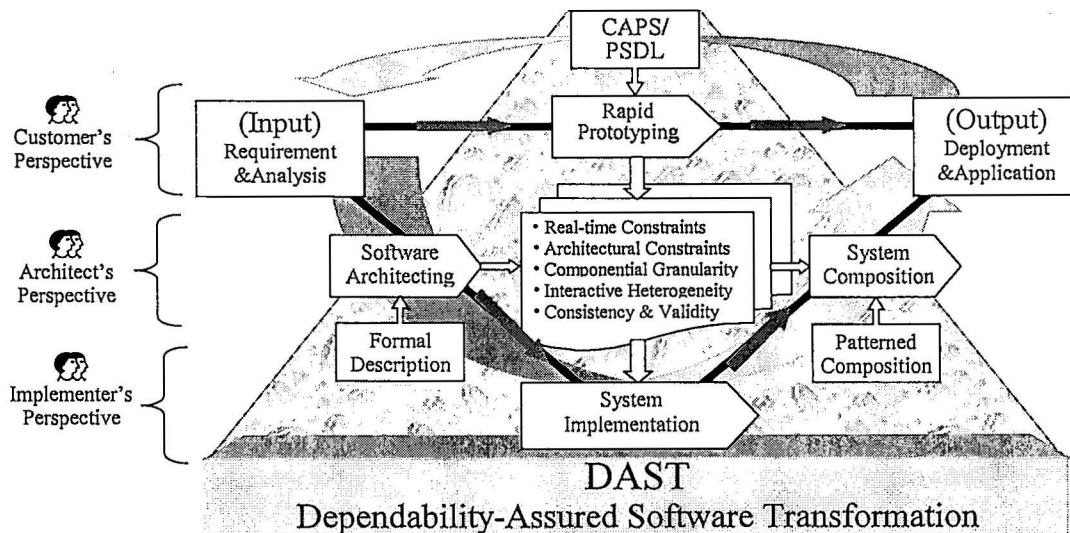 CAPS/
PSDL
Customer's
Perspective
(Input)
Requirement
&Analysis
Rapid
Prototyping
(Output)
Deployment
&Application
Architect's
Perspective
Software
Architecting
• Real-time Constraints
• Architectural Constraints
• Componential Granularity
• Interactive Heterogeneity
• Consistency & Validity
System
Composition
Formal
Description
Patterned
Composition
Implementer's
Perspective
System
Implementation
DAST
Dependability-Assured Software Transformation